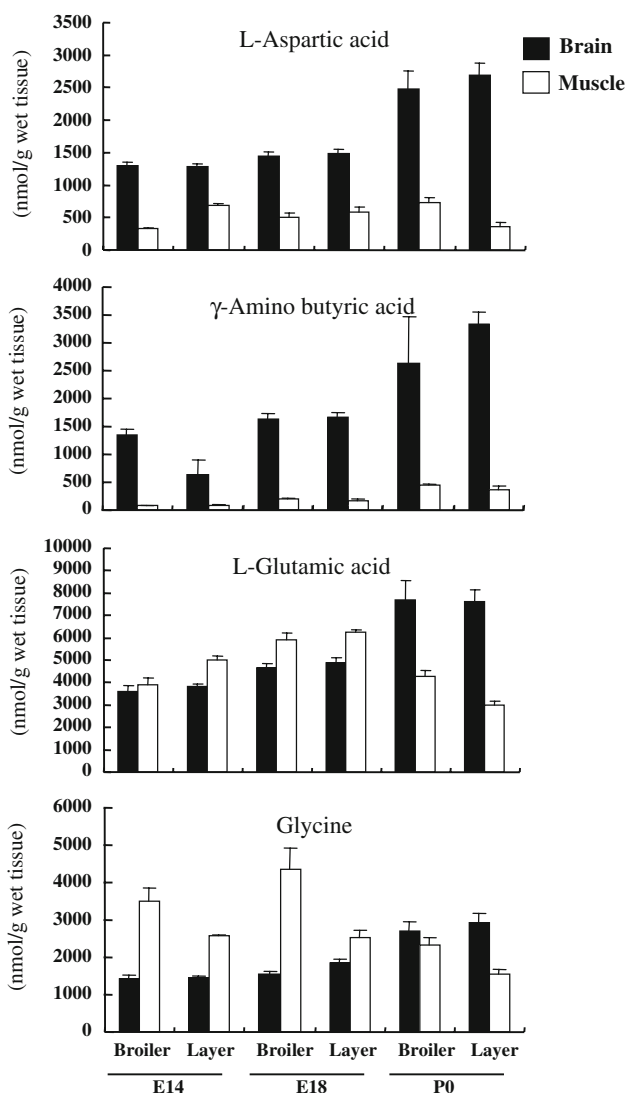 L-Aspartic acid
Brain
Muscle
(nmol/g wet tissue)
3500
3000
2500
2000
1500
1000
500
0
γ-Amino butyric acid
(nmol/g wet tissue)
4000
3500
3000
2500
2000
1500
1000
500
0
L-Glutamic acid
(nmol/g wet tissue)
10000
9000
8000
7000
6000
5000
4000
3000
2000
1000
0
Glycine
(nmol/g wet tissue)
6000
5000
4000
3000
2000
1000
0
Broiler Layer Broiler Layer Broiler Layer
E14 E18 P0